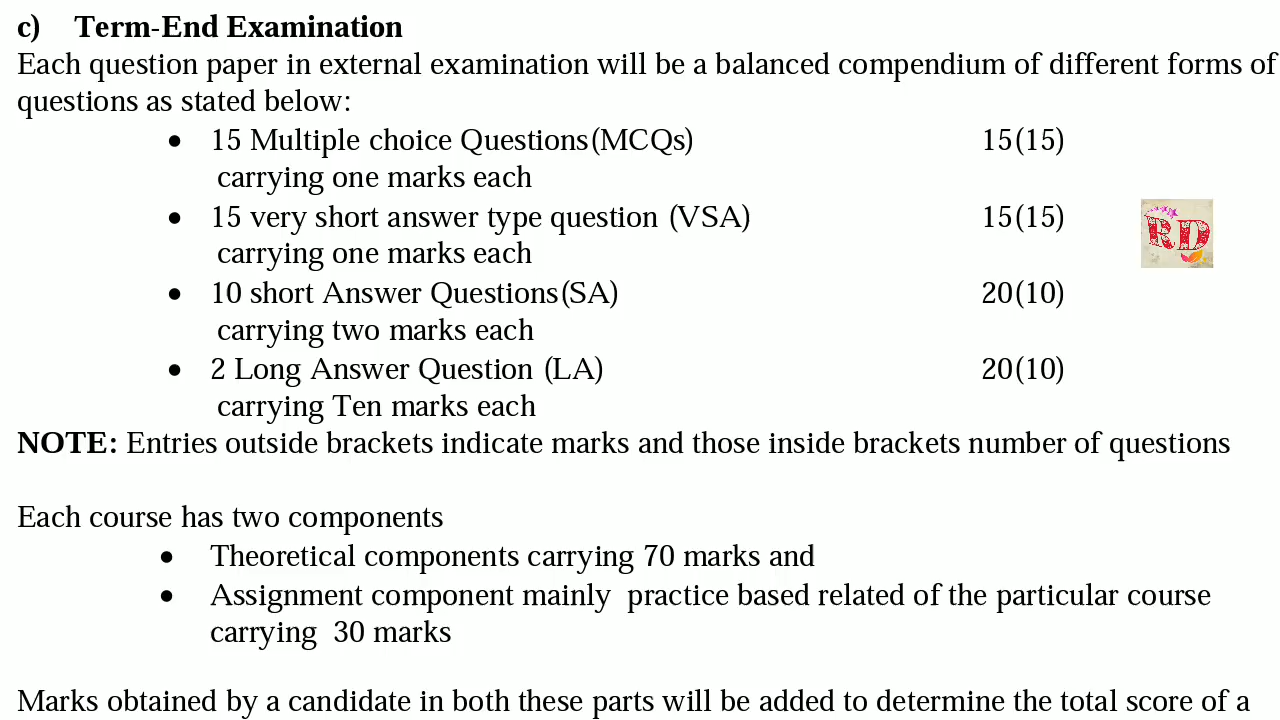 c) Term-End Examination
Each question paper in external examination will be a balanced compendium of different forms of
questions as stated below:
• 15 Multiple choice Questions(MCQs) 15(15)
carrying one marks each
• 15 very short answer type question (VSA) 15(15)
carrying one marks each
RD
• 10 short Answer Questions(SA) 20(10)
carrying two marks each
• 2 Long Answer Question (LA) 20(10)
carrying Ten marks each
NOTE: Entries outside brackets indicate marks and those inside brackets number of questions
Each course has two components
• Theoretical components carrying 70 marks and
• Assignment component mainly practice based related of the particular course
carrying 30 marks
Marks obtained by a candidate in both these parts will be added to determine the total score of a